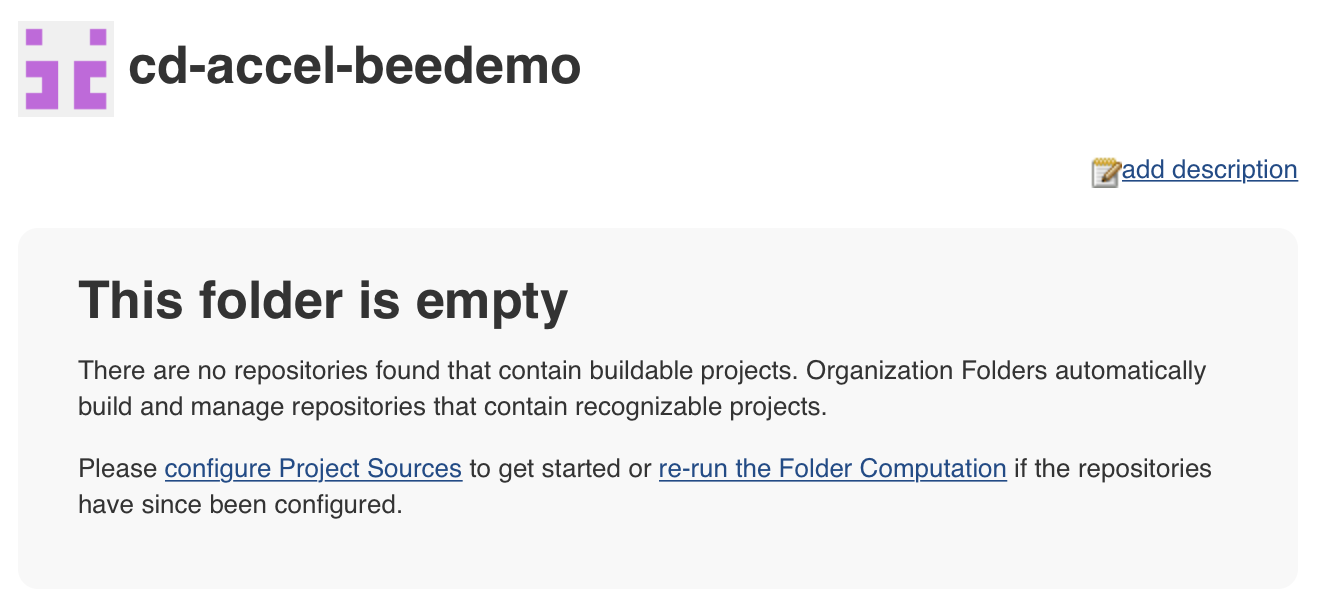 cd-accel-beedemo
add description
This folder is empty
There are no repositories found that contain buildable projects. Organization Folders automatically
build and manage repositories that contain recognizable projects.
Please configure Project Sources to get started or re-run the Folder Computation if the repositories
have since been configured.